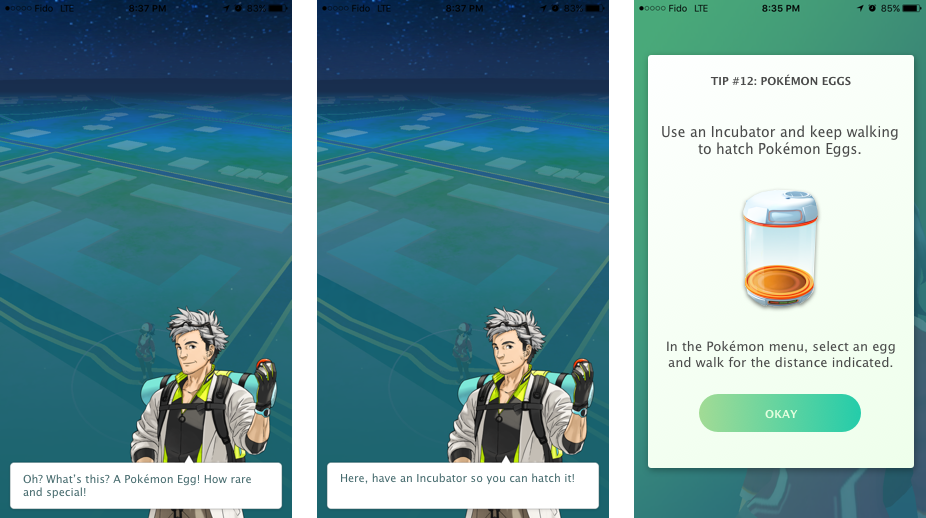 Fido LTE 8:37 PM 83%
Oh? What's this? A Pokémon Egg! How rare
and special!
Fido LTE 8:37 PM 83%
Here, have an Incubator so you can hatch it!
Fido LTE 8:35 PM 85%
TIP #12: POKÉMON EGGS
Use an Incubator and keep walking
to hatch Pokémon Eggs.
In the Pokémon menu, select an egg
and walk for the distance indicated.
OKAY